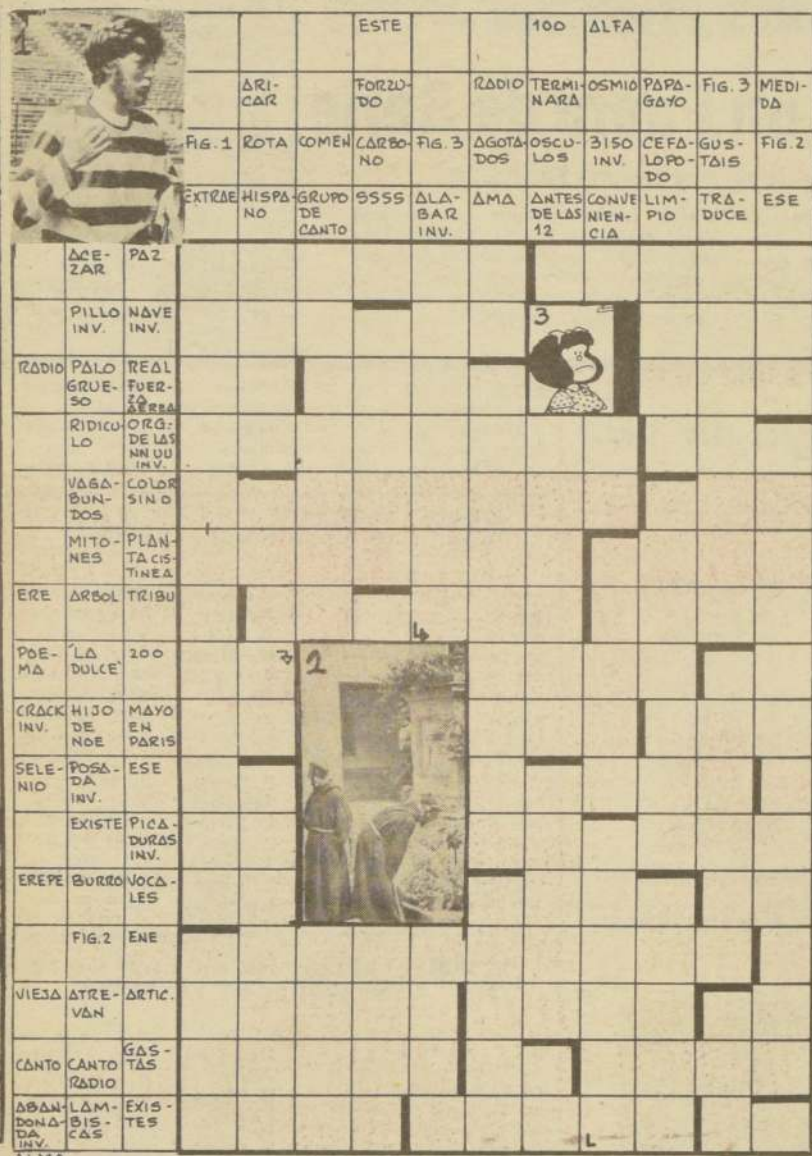 1
ESTE 100 ALFA
ARI-CAR FORZU-DO RADIO TERMI-NARA OSMIO PAPA-GAYO FIG. 3 MEDI-DA
FIG. 1 ROTA COMEN CARBO-NO FIG. 3 AGOTA-DOS OSCU-LOS 3150 INV. CEFA-LOPO-DO GUS-TAIS FIG. 2
EXTRAE HISPA-NO GRUPO DE CANTO SSSS ALA-BAR INV. AMA ANTES DE LAS 12 CONVE NIEN-CIA LIM-PIO TRA-DUCE ESE
ACE-ZAR PAZ
PILLO INV. NAVE INV.
3
RADIO PALO GRUE-SO REAL FUER-ZA AEREA
RIDICU-LO ORG. DE LAS NN UU INV.
VAGA-BUN-DOS COLOR SIN O
MITO-NES PLAN-TA CIS-TINEA
ERE ARBOL TRIBU
POE-MA 'LA DULCE' 200
2
CRACK INV. HIJO DE NOE MAYO EN PARIS
SELE-NIO POSA-DA INV. ESE
EXISTE PICA-DURAS INV.
EREPE BURRO VOCA-LES
FIG. 2 ENE
VIEJA ATRE-VAN ARTIC.
CANTO CANTO RADIO GAS-TAS
ABAN-DONA-DA INV. LAM-BIS-CAS EXIS-TES
L